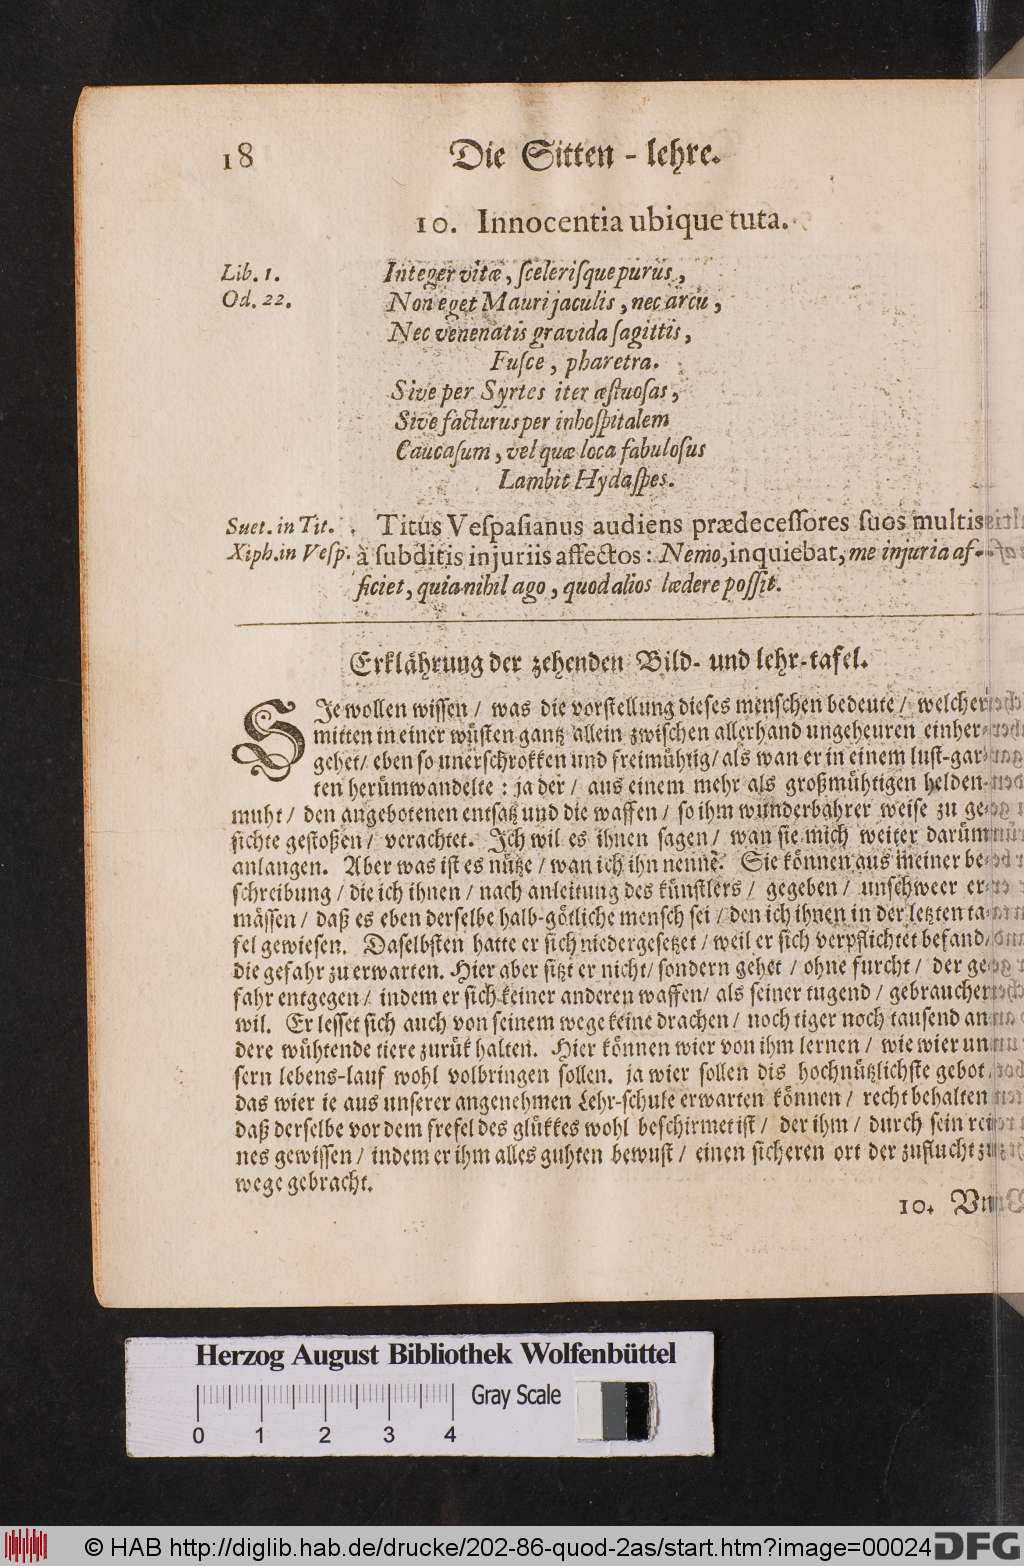 18 Die Sitten-lehre.
10. Innocentia ubique tuta.
Lib. 1. Integer vitæ, sceleriſque purus,
Od. 22. Non eget Mauri jaculis, nec arcu,
Nec venenatis gravida ſagittis,
Fuſce, pharetra.
Sive per Syrtes iter æſtuoſas,
Sive facturus per inhoſpitalem
Caucaſum, vel quæ loca fabuloſus
Lambit Hydaſpes.
Suet. in Tit. Titus Veſpaſianus audiens prædeceſſores ſuos multis
Xiph. in Veſp. à ſubditis injuriis affectos: Nemo, inquiebat, me injuria af-
ficiet, quia nihil ago, quod alios lædere poſſit.
Erklährung der zehenden Bild- und lehr-tafel.
SJe wollen wiſſen / was die vorſtellung dieſes menſchen bedeute / welcher
mitten in einer wüſten gantz allein zwiſchen allerhand ungeheuren einher-
gehet / eben ſo unerſchrokken und freimühtig / als wan er in einem luſt-gar-
ten herümwandelte: ja der / aus einem mehr als großmühtigen helden-
muht / den angebotenen entſatz und die waffen / ſo ihm wunderbahrer weiſe zu ge-
ſichte geſtoßen / verachtet. Jch wil es ihnen ſagen / wan ſie mich weiter darüm
anlangen. Aber was iſt es nütze / wan ich ihn nenne? Sie können aus meiner be-
ſchreibung / die ich ihnen / nach anleitung des künſtlers / gegeben / unſchweer er-
mäſſen / daß es eben derſelbe halb-götliche menſch ſei / den ich ihnen in der letzten ta-
fel gewieſen. Daſelbſten hatte er ſich niedergeſetzet / weil er ſich verpflichtet befand /
die gefahr zu erwarten. Hier aber ſitzt er nicht / ſondern gehet / ohne furcht / der ge-
fahr entgegen / indem er ſich keiner anderen waffen / als ſeiner tugend / gebrauchen
wil. Er leſſet ſich auch von ſeinem wege keine drachen / noch tiger noch tauſend an-
dere wühtende tiere zurük halten. Hier können wier von ihm lernen / wie wier un-
ſern lebens-lauf wohl volbringen ſollen. ja wier ſollen dis hochnützlichſte gebot /
das wier ie aus unſerer angenehmen Lehr-ſchule erwarten können / recht behalten
daß derſelbe vor dem frefel des glükkes wohl beſchirmet iſt / der ihm / durch ſein rei-
nes gewiſſen / indem er ihm alles guhten bewuſt / einen ſicheren ort der zuflucht zu
wege gebracht.
10. Vn
Herzog August Bibliothek Wolfenbüttel
Gray Scale
0 1 2 3 4
© HAB http://diglib.hab.de/drucke/202-86-quod-2as/start.htm?image=00024 DFG